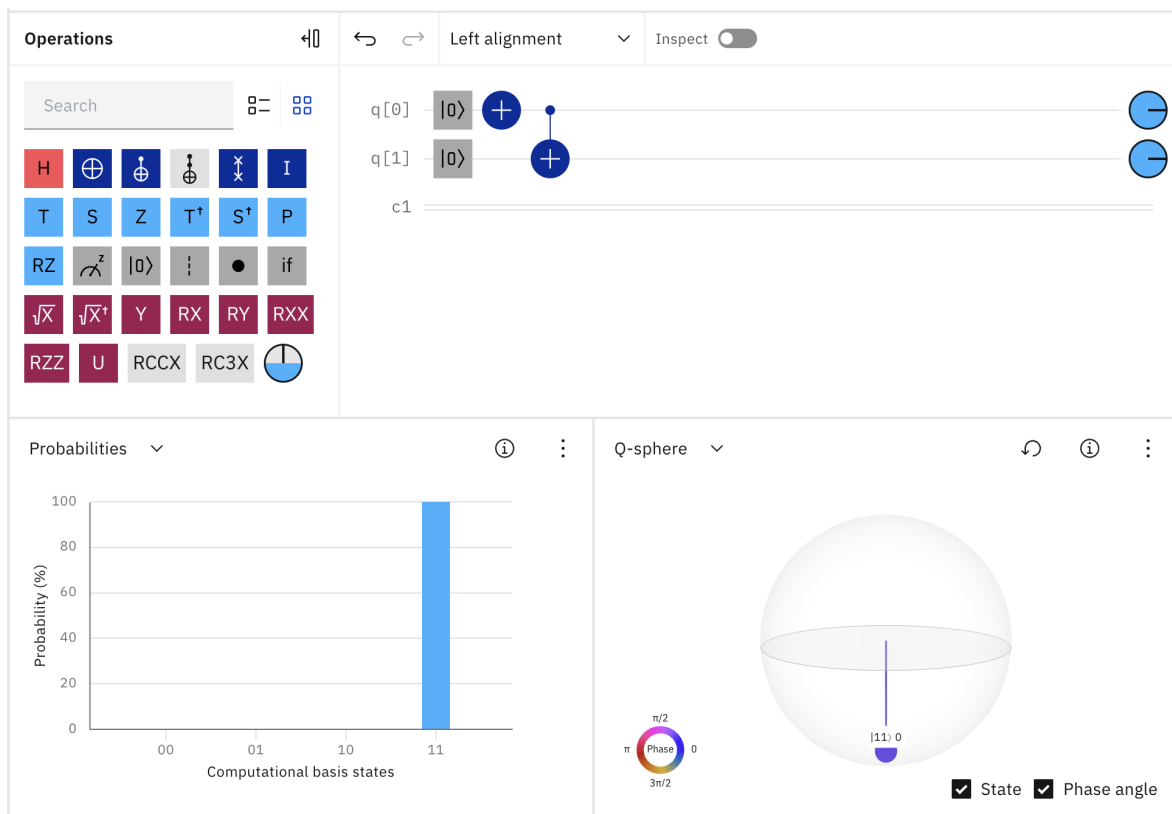 Operations
Left alignment
Inspect
Search
H
I
T S Z T† S† P
RZ z |0⟩ if
√X √X† Y RX RY RXX
RZZ U RCCX RC3X
q[0] |0⟩
q[1] |0⟩
c1
Probabilities
100
80
60
40
20
0
Probability (%)
00 01 10 11
Computational basis states
Q-sphere
|11⟩ 0
π/2
π Phase 0
3π/2
State Phase angle